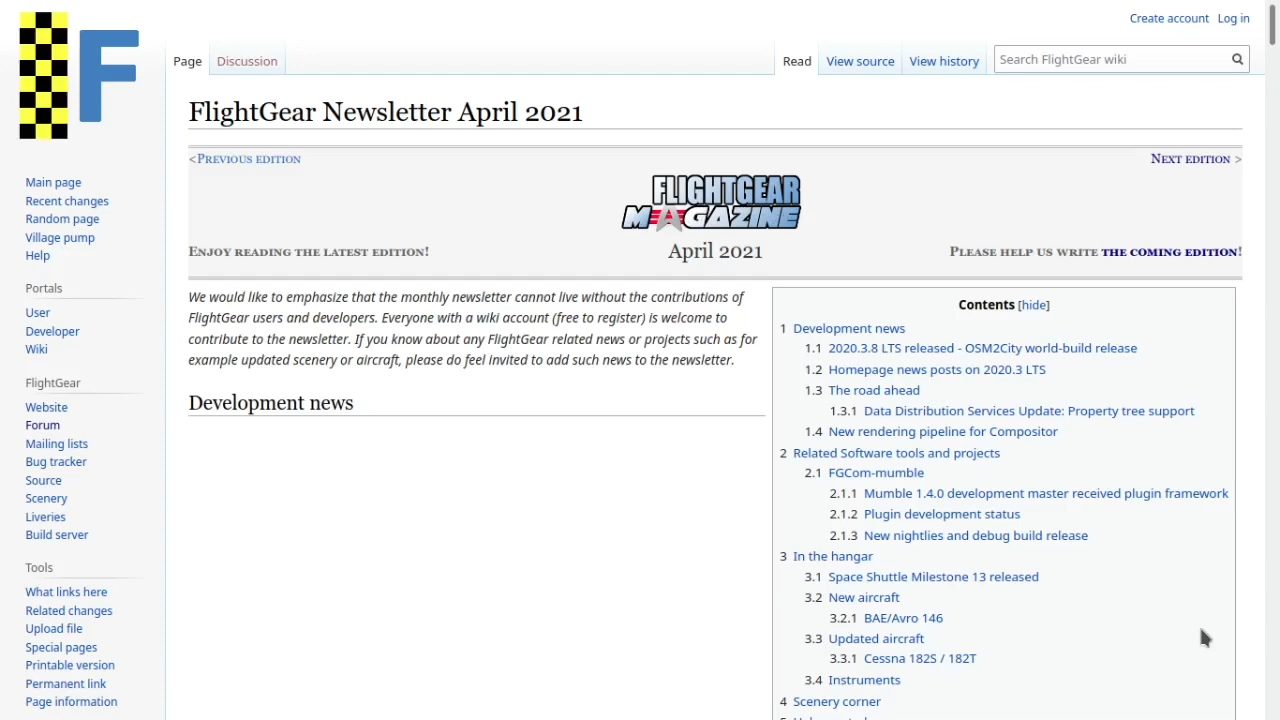 Create account Log in
F
Page Discussion Read View source View history Search FlightGear wiki
FlightGear Newsletter April 2021
<Previous edition Next edition >
FLIGHTGEAR
MAGAZINE
Enjoy reading the latest edition! April 2021 Please help us write the coming edition!
Main page
Recent changes
Random page
Village pump
Help
Portals
User
Developer
Wiki
FlightGear
Website
Forum
Mailing lists
Bug tracker
Source
Scenery
Liveries
Build server
Tools
What links here
Related changes
Upload file
Special pages
Printable version
Permanent link
Page information
We would like to emphasize that the monthly newsletter cannot live without the contributions of
FlightGear users and developers. Everyone with a wiki account (free to register) is welcome to
contribute to the newsletter. If you know about any FlightGear related news or projects such as for
example updated scenery or aircraft, please do feel invited to add such news to the newsletter.
Development news
Contents [hide]
1 Development news
1.1 2020.3.8 LTS released - OSM2City world-build release
1.2 Homepage news posts on 2020.3 LTS
1.3 The road ahead
1.3.1 Data Distribution Services Update: Property tree support
1.4 New rendering pipeline for Compositor
2 Related Software tools and projects
2.1 FGCom-mumble
2.1.1 Mumble 1.4.0 development master received plugin framework
2.1.2 Plugin development status
2.1.3 New nightlies and debug build release
3 In the hangar
3.1 Space Shuttle Milestone 13 released
3.2 New aircraft
3.2.1 BAE/Avro 146
3.3 Updated aircraft
3.3.1 Cessna 182S / 182T
3.4 Instruments
4 Scenery corner